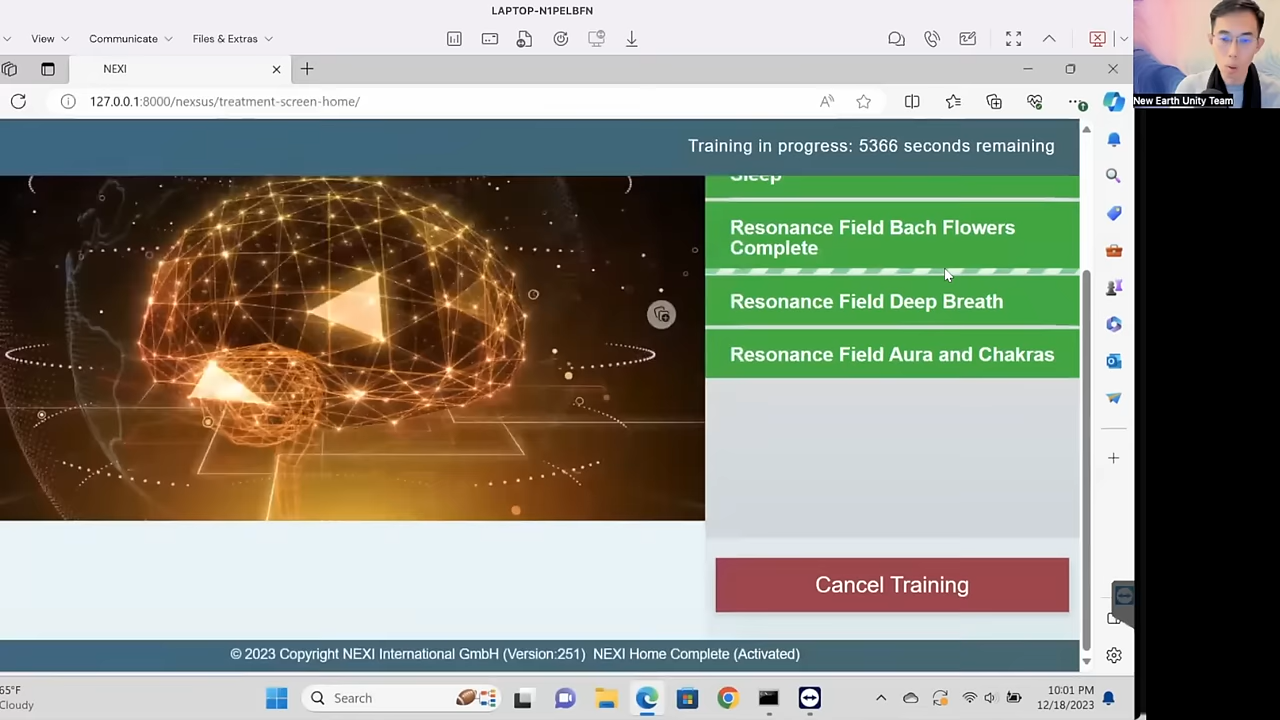 LAPTOP-N1PELBFN
View
Communicate
Files & Extras
NEXI
127.0.0.1:8000/nexsus/treatment-screen-home/
New Earth Unity Team
Training in progress: 5366 seconds remaining
Sleep
Resonance Field Bach Flowers
Complete
Resonance Field Deep Breath
Resonance Field Aura and Chakras
Cancel Training
© 2023 Copyright NEXI International GmbH (Version:251) NEXI Home Complete (Activated)
65°F
Cloudy
Search
10:01 PM
12/18/2023